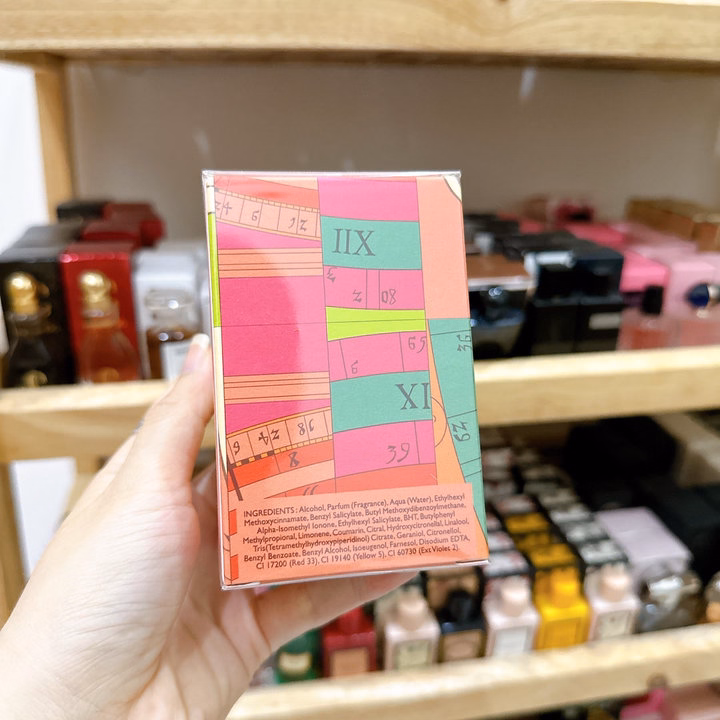 IIX
XI
39
INGREDIENTS: Alcohol, Parfum (Fragrance), Aqua (Water), Ethylhexyl
Methoxycinnamate, Benzyl Salicylate, Butyl Methoxydibenzoylmethane,
Alpha-Isomethyl Ionone, Ethylhexyl Salicylate, BHT, Butylphenyl
Methylpropional, Limonene, Coumarin, Citral, Hydroxycitronellal, Linalool,
Tris(Tetramethylhydroxypiperidinol) Citrate, Geraniol, Citronellol,
Benzyl Benzoate, Benzyl Alcohol, Isoeugenol, Farnesol, Disodium EDTA,
CI 17200 (Red 33), CI 19140 (Yellow 5), CI 60730 (Ext Violet 2).